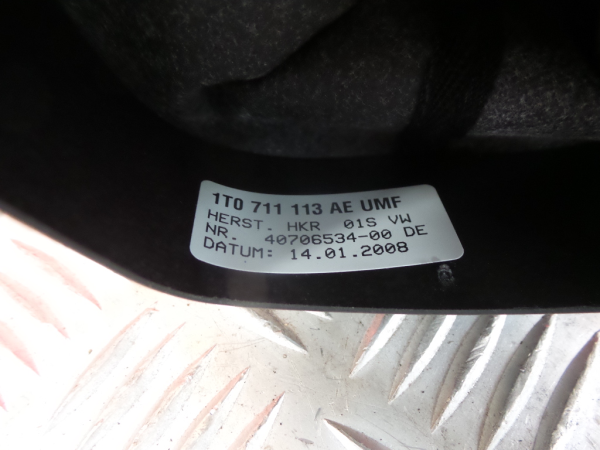 1T0 711 113 AE UMF
HERST. HKR 01S VW
NR. 40706534-00 DE
DATUM: 14.01.2008